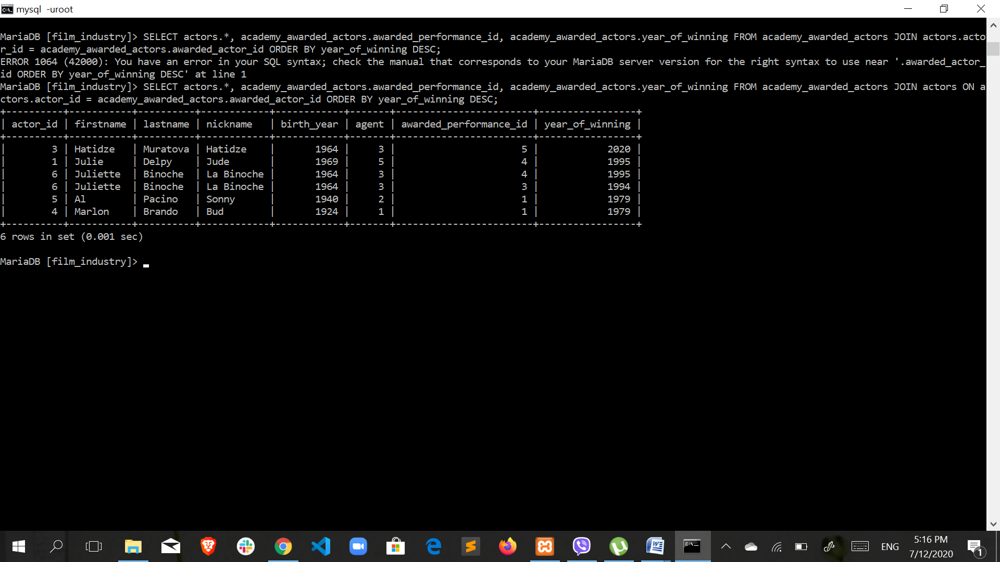 mysql  -uroot
MariaDB [film_industry]> SELECT actors.*, academy_awarded_actors.awarded_performance_id, academy_awarded_actors.year_of_winning FROM academy_awarded_actors JOIN actors.acto
r_id = academy_awarded_actors.awarded_actor_id ORDER BY year_of_winning DESC;
ERROR 1064 (42000): You have an error in your SQL syntax; check the manual that corresponds to your MariaDB server version for the right syntax to use near '.awarded_actor_
id ORDER BY year_of_winning DESC' at line 1
MariaDB [film_industry]> SELECT actors.*, academy_awarded_actors.awarded_performance_id, academy_awarded_actors.year_of_winning FROM academy_awarded_actors JOIN actors ON a
ctors.actor_id = academy_awarded_actors.awarded_actor_id ORDER BY year_of_winning DESC;
+----------+-----------+----------+------------+------------+-------+------------------------+-----------------+
| actor_id | firstname | lastname | nickname   | birth_year | agent | awarded_performance_id | year_of_winning |
+----------+-----------+----------+------------+------------+-------+------------------------+-----------------+
|        3 | Hatidze   | Muratova | Hatidze    |       1964 |     3 |                      5 |            2020 |
|        1 | Julie     | Delpy    | Jude       |       1969 |     5 |                      4 |            1995 |
|        6 | Juliette  | Binoche  | La Binoche |       1964 |     3 |                      4 |            1995 |
|        6 | Juliette  | Binoche  | La Binoche |       1964 |     3 |                      3 |            1994 |
|        5 | Al        | Pacino   | Sonny      |       1940 |     2 |                      1 |            1979 |
|        4 | Marlon    | Brando   | Bud        |       1924 |     1 |                      1 |            1979 |
+----------+-----------+----------+------------+------------+-------+------------------------+-----------------+
6 rows in set (0.001 sec)
MariaDB [film_industry]>
ENG
5:16 PM
7/12/2020
1